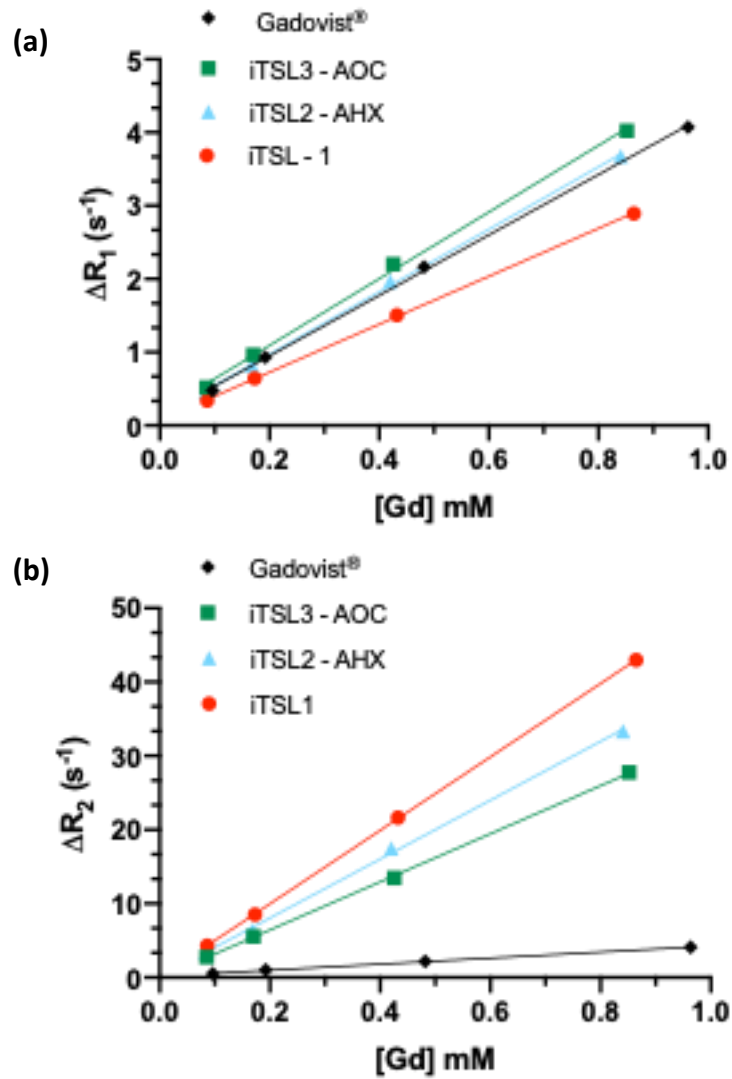 (a)
Gadovist®
iTSL3 - AOC
iTSL2 - AHX
iTSL - 1
5
4
3
2
1
0
ΔR₁ (s⁻¹)
0.0 0.2 0.4 0.6 0.8 1.0
[Gd] mM
(b)
Gadovist®
iTSL3 - AOC
iTSL2 - AHX
iTSL1
50
40
30
20
10
0
ΔR₂ (s⁻¹)
0.0 0.2 0.4 0.6 0.8 1.0
[Gd] mM